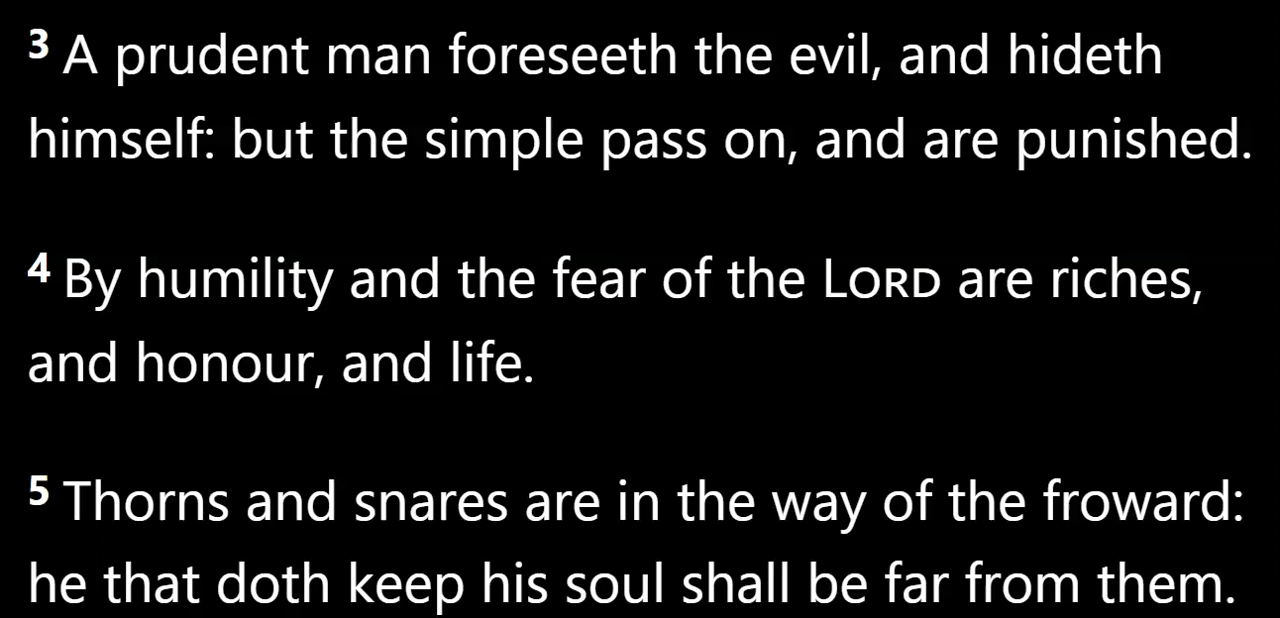 3 A prudent man foreseeth the evil, and hideth
himself: but the simple pass on, and are punished.
4 By humility and the fear of the LORD are riches,
and honour, and life.
5 Thorns and snares are in the way of the froward:
he that doth keep his soul shall be far from them.